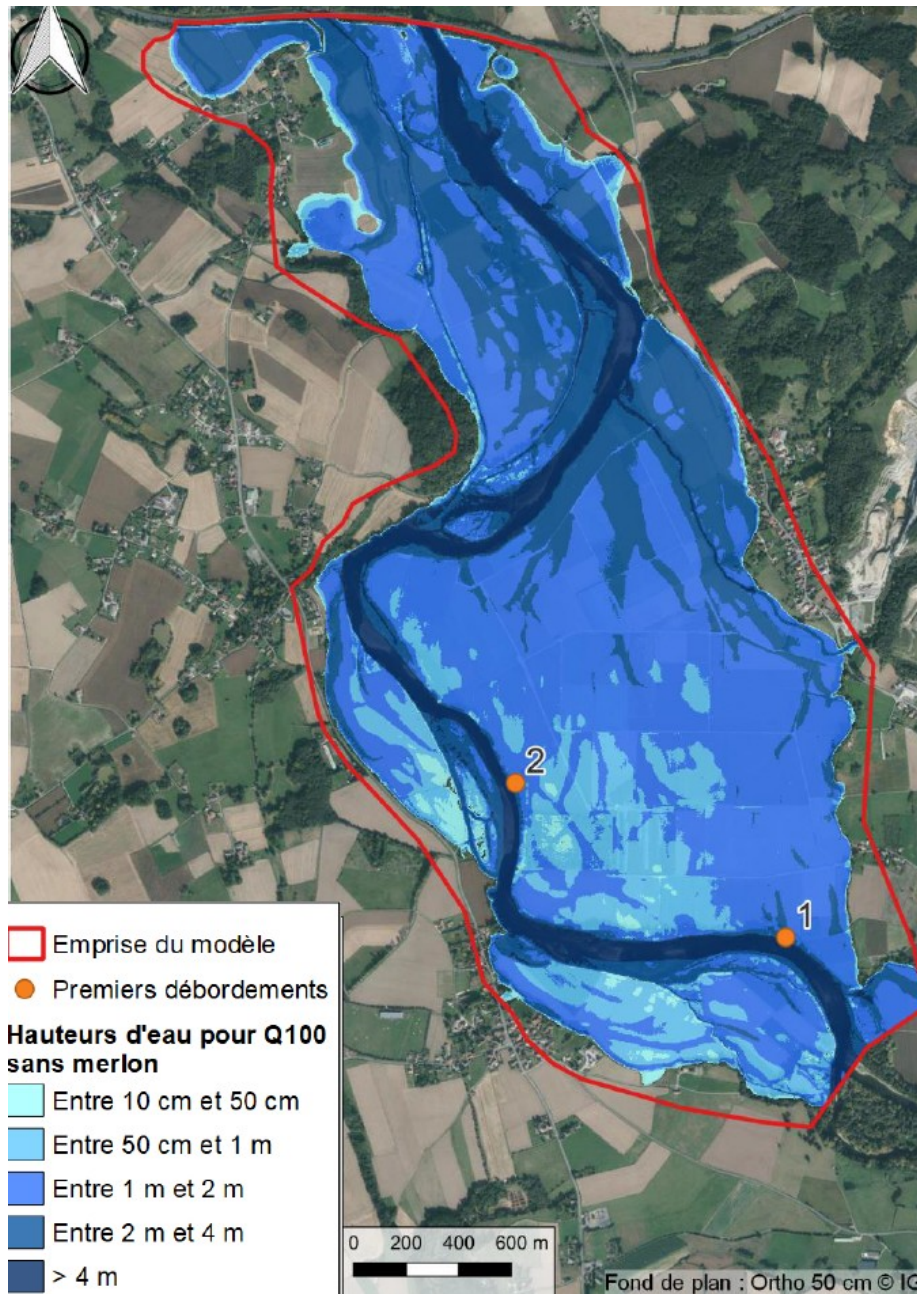 2
1
Emprise du modèle
Premiers débordements
Hauteurs d'eau pour Q100
sans merlon
Entre 10 cm et 50 cm
Entre 50 cm et 1 m
Entre 1 m et 2 m
Entre 2 m et 4 m
> 4 m
0 200 400 600 m
Fond de plan : Ortho 50 cm © IG